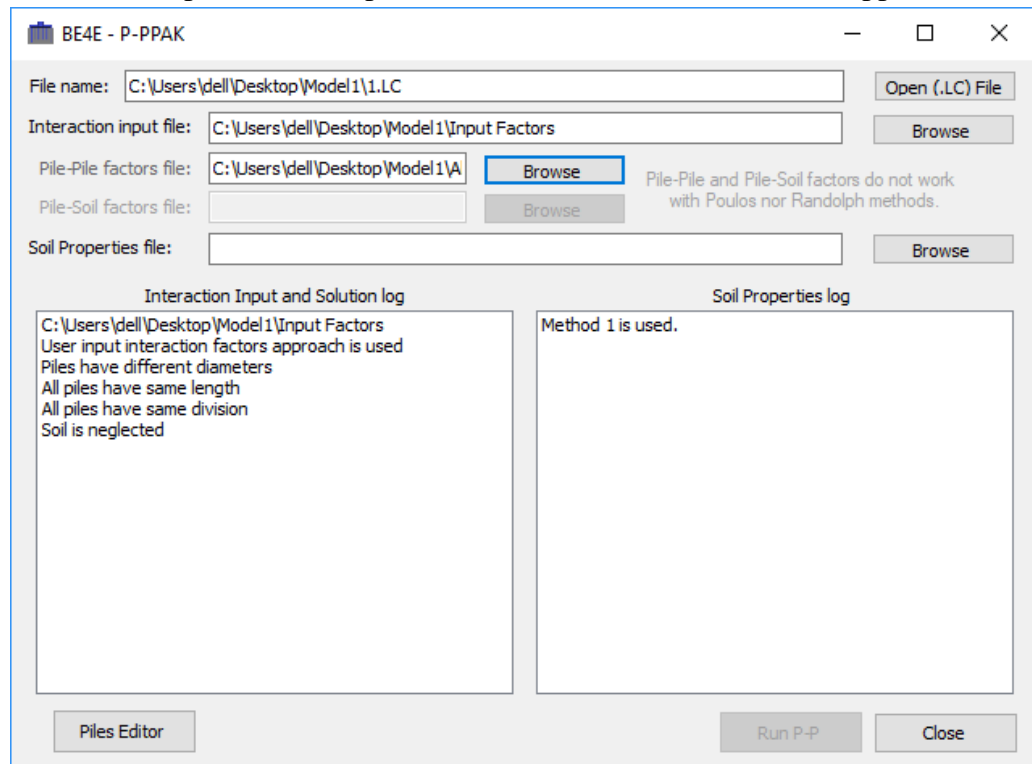 BE4E - P-PPAK
File name: C:\Users\dell\Desktop\Model1\1.LC Open (.LC) File
Interaction input file: C:\Users\dell\Desktop\Model1\Input Factors Browse
Pile-Pile factors file: C:\Users\dell\Desktop\Model1\A Browse
Pile-Pile and Pile-Soil factors do not work
Pile-Soil factors file: Browse with Poulos nor Randolph methods.
Soil Properties file: Browse
Interaction Input and Solution log
C:\Users\dell\Desktop\Model1\Input Factors
User input interaction factors approach is used
Piles have different diameters
All piles have same length
All piles have same division
Soil is neglected
Soil Properties log
Method 1 is used.
Piles Editor Run P-P Close